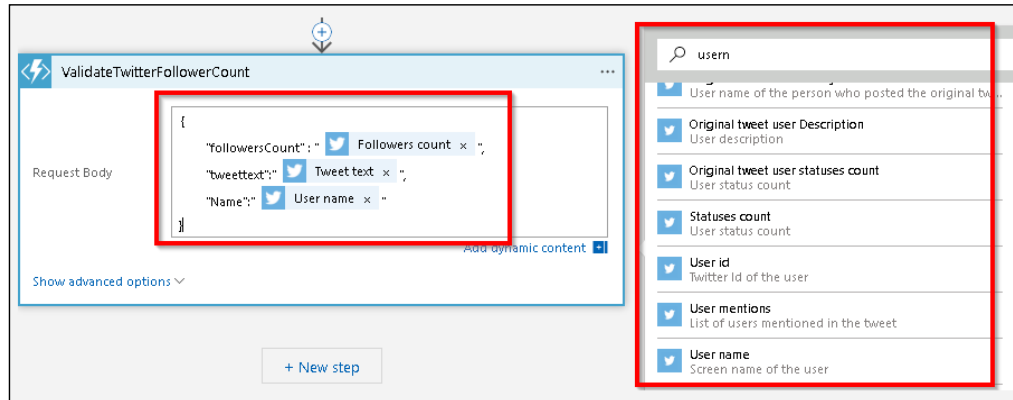 ValidateTwitterFollowerCount
...
Request Body
{
"followersCount" : " Followers count × ",
"tweettext":" Tweet text × ",
"Name":" User name × "
}
Add dynamic content
Show advanced options
+ New step
usern
User name of the person who posted the original tw...
Original tweet user Description
User description
Original tweet user statuses count
User status count
Statuses count
User status count
User id
Twitter Id of the user
User mentions
List of users mentioned in the tweet
User name
Screen name of the user